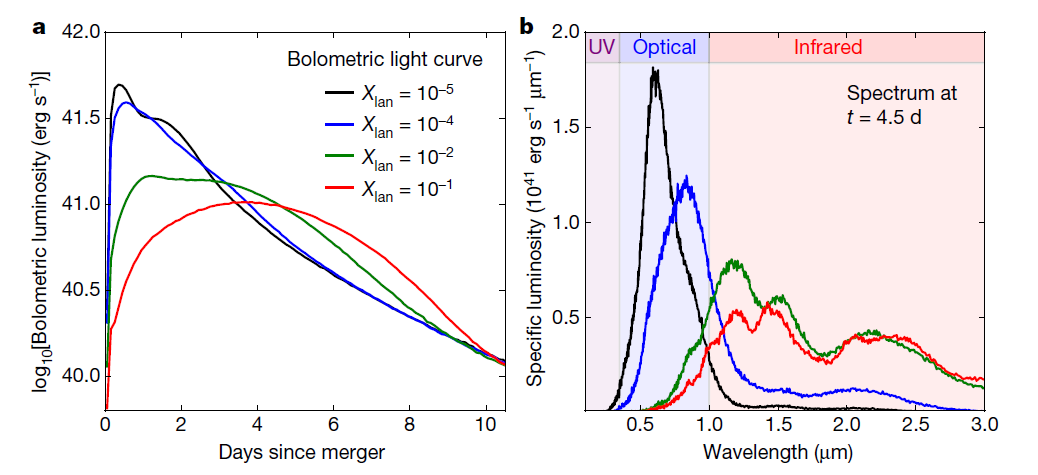 a
42.0
41.5
41.0
40.5
40.0
log10[Bolometric luminosity (erg s–1)]
Bolometric light curve
Xlan = 10–5
Xlan = 10–4
Xlan = 10–2
Xlan = 10–1
0 2 4 6 8 10
Days since merger
b
2.0
1.5
1.0
0.5
Specific luminosity (1041 erg s–1 μm–1)
UV Optical Infrared
Spectrum at
t = 4.5 d
0.5 1.0 1.5 2.0 2.5 3.0
Wavelength (μm)